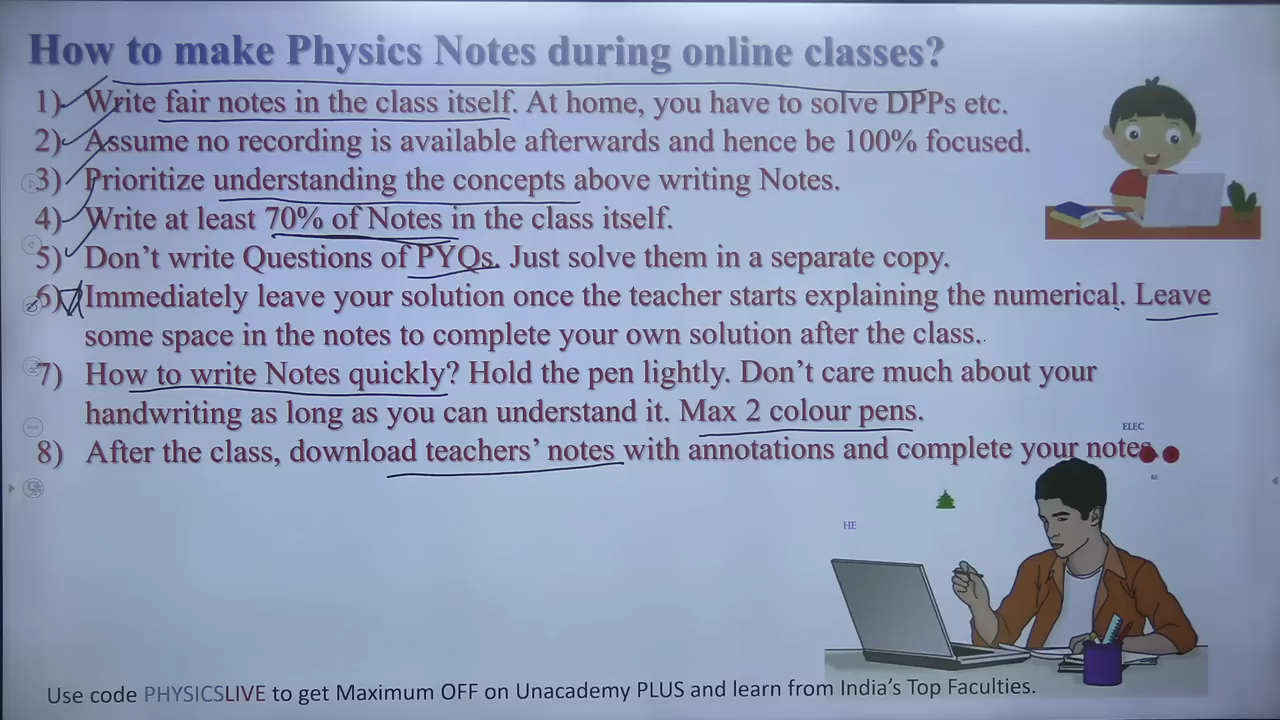 How to make Physics Notes during online classes?
1) Write fair notes in the class itself. At home, you have to solve DPPs etc.
2) Assume no recording is available afterwards and hence be 100% focused.
3) Prioritize understanding the concepts above writing Notes.
4) Write at least 70% of Notes in the class itself.
5) Don't write Questions of PYQs. Just solve them in a separate copy.
6) Immediately leave your solution once the teacher starts explaining the numerical. Leave
some space in the notes to complete your own solution after the class.
7) How to write Notes quickly? Hold the pen lightly. Don't care much about your
handwriting as long as you can understand it. Max 2 colour pens.
ELEC
8) After the class, download teachers' notes with annotations and complete your notes.
HE
Use code PHYSICSLIVE to get Maximum OFF on Unacademy PLUS and learn from India's Top Faculties.